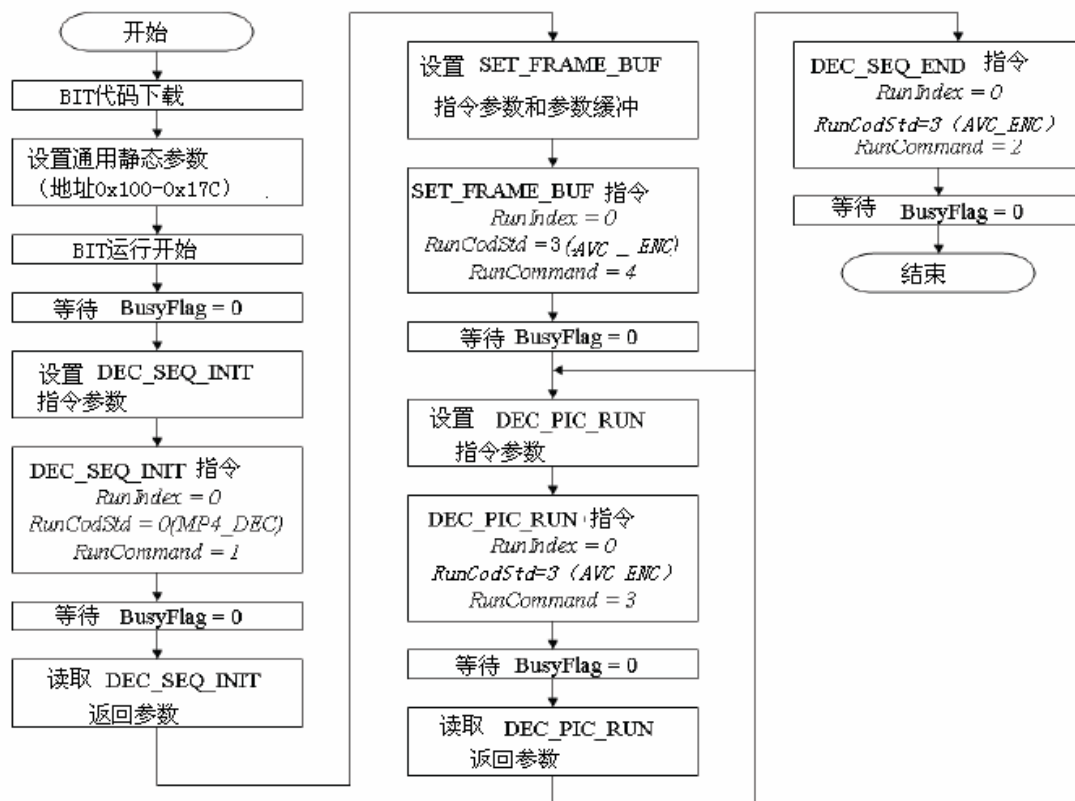 开始
BIT代码下载
设置通用静态参数
（地址0x100-0x17C）
BIT运行开始
等待 BusyFlag = 0
设置 DEC_SEQ_INIT
指令参数
DEC_SEQ_INIT 指令
RunIndex = 0
RunCodStd = 0(MP4_DEC)
RunCommand = 1
等待 BusyFlag = 0
读取 DEC_SEQ_INIT
返回参数
设置 SET_FRAME_BUF
指令参数和参数缓冲
SET_FRAME_BUF 指令
RunIndex = 0
RunCodStd = 3(AVC _ ENC)
RunCommand = 4
等待 BusyFlag = 0
设置 DEC_PIC_RUN
指令参数
DEC_PIC_RUN 指令
RunIndex = 0
RunCodStd=3（AVC ENC）
RunCommand = 3
等待 BusyFlag = 0
读取 DEC_PIC_RUN
返回参数
DEC_SEQ_END 指令
RunIndex = 0
RunCodStd=3（AVC_ENC）
RunCommand = 2
等待 BusyFlag = 0
结束